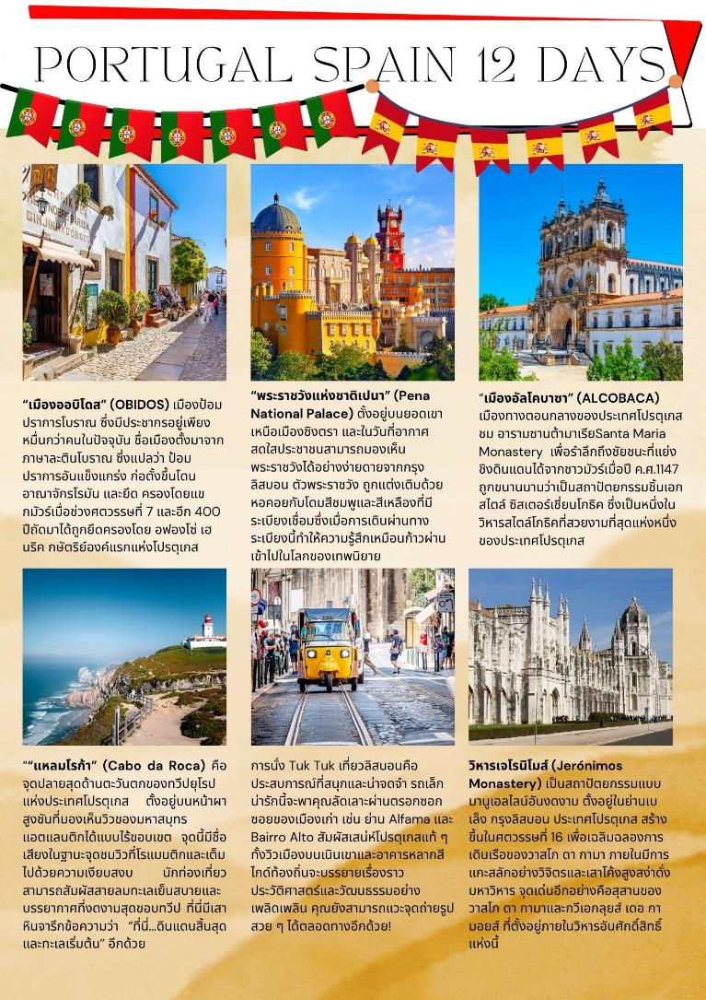 PORTUGAL SPAIN 12 DAYS
"เมืองออบิโดส" (OBIDOS) เมืองป้อม
ปราการโบราณ ซึ่งมีประชากรอยู่เพียง
หมื่นกว่าคนในปัจจุบัน ชื่อเมืองตั้งมาจาก
ภาษาละตินโบราณ ซึ่งแปลว่า ป้อม
ปราการอันแข็งแกร่ง ก่อตั้งขึ้นโดน
อาณาจักรโรมัน และยึด ครองโดยแข
กมัวร์เมื่อช่วงศตวรรษที่ 7 และอีก 400
ปีถัดมาได้ถูกยึดครองโดย อฟองโซ่ เฮ
นริค กษัตริย์องค์แรกแห่งโปรตุเกส
"พระราชวังแห่งชาติเปนา" (Pena
National Palace) ตั้งอยู่บนยอดเขา
เหนือเมืองซิงตรา และในวันที่อากาศ
สดใสประชาชนสามารถมองเห็น
พระราชวังได้อย่างง่ายดายจากกรุง
ลิสบอน ตัวพระราชวัง ถูกแต่งเติมด้วย
หอคอยกับโดมสีชมพูและสีเหลืองที่มี
ระเบียงเชื่อมซึ่งเมื่อการเดินผ่านทาง
ระเบียงนี้ทำให้ความรู้สึกเหมือนก้าวผ่าน
เข้าไปในโลกของเทพนิยาย
"เมืองอัลโคบาซา" (ALCOBACA)
เมืองทางตอนกลางของประเทศโปรตุเกส
ชม อารามซานต้ามาเรียSanta Maria
Monastery เพื่อรำลึกถึงชัยชนะที่แย่ง
ชิงดินแดนได้จากชาวมัวร์เมื่อปี ค.ศ.1147
ถูกขนานนามว่าเป็นสถาปัตยกรรมชิ้นเอก
สไตล์ ซิสเตอร์เชี่ยนโกธิค ซึ่งเป็นหนึ่งใน
วิหารสไตล์โกธิคที่สวยงามที่สุดแห่งหนึ่ง
ของประเทศโปรตุเกส
""แหลมโรก้า" (Cabo da Roca) คือ
จุดปลายสุดด้านตะวันตกของทวีปยุโรป
แห่งประเทศโปรตุเกส ตั้งอยู่บนหน้าผา
สูงชันที่มองเห็นวิวของมหาสมุทร
แอตแลนติกได้แบบไร้ขอบเขต จุดนี้มีชื่อ
เสียงในฐานะจุดชมวิวที่โรแมนติกและเต็ม
ไปด้วยความเงียบสงบ นักท่องเที่ยว
สามารถสัมผัสสายลมทะเลเย็นสบายและ
บรรยากาศที่งดงามสุดขอบทวีป ที่นี่มีเสา
หินจารึกข้อความว่า "ที่นี่...ดินแดนสิ้นสุด
และทะเลเริ่มต้น" อีกด้วย
การนั่ง Tuk Tuk เที่ยวลิสบอนคือ
ประสบการณ์ที่สนุกและน่าจดจำ รถเล็ก
น่ารักนี้จะพาคุณลัดเลาะผ่านตรอกซอก
ซอยของเมืองเก่า เช่น ย่าน Alfama และ
Bairro Alto สัมผัสเสน่ห์โปรตุเกสแท้ ๆ
ทั้งวิวเมืองบนเนินเขาและอาคารหลากสี
ไกด์ท้องถิ่นจะบรรยายเรื่องราว
ประวัติศาสตร์และวัฒนธรรมอย่าง
เพลิดเพลิน คุณยังสามารถแวะจุดถ่ายรูป
สวย ๆ ได้ตลอดทางอีกด้วย!
วิหารเจโรนิโมส์ (Jerónimos
Monastery) เป็นสถาปัตยกรรมแบบ
มานูเอลไลน์อันงดงาม ตั้งอยู่ในย่านเบ
เล็ง กรุงลิสบอน ประเทศโปรตุเกส สร้าง
ขึ้นในศตวรรษที่ 16 เพื่อเฉลิมฉลองการ
เดินเรือของวาสโก ดา กามา ภายในมีการ
แกะสลักอย่างวิจิตรและเสาโค้งสูงสง่าดั่ง
มหาวิหาร จุดเด่นอีกอย่างคือสุสานของ
วาสโก ดา กามาและกวีเอกลุยส์ เดอ กา
มอยส์ ที่ตั้งอยู่ภายในวิหารอันศักดิ์สิทธิ์
แห่งนี้